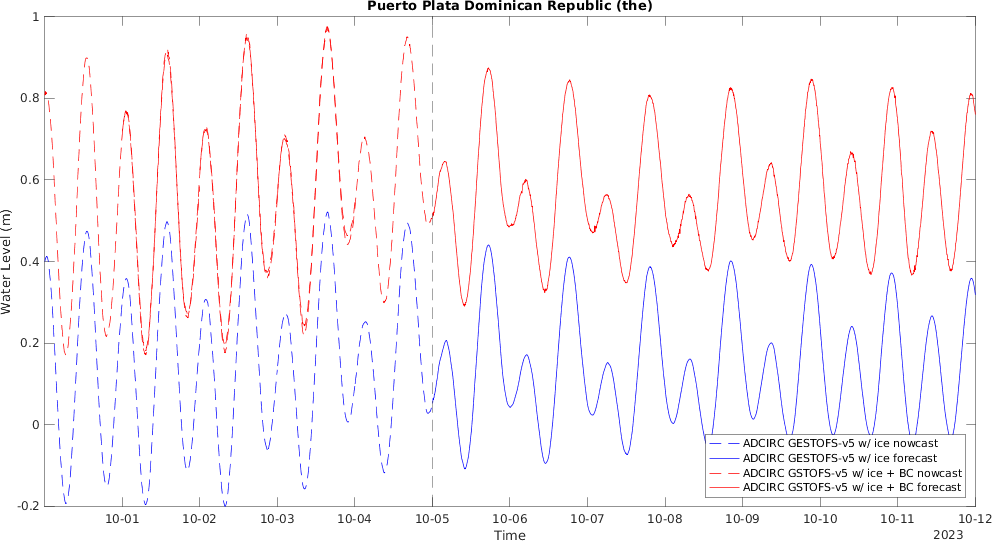 Puerto Plata Dominican Republic (the)
Water Level (m)
1
0.8
0.6
0.4
0.2
0
-0.2
ADCIRC GESTOFS-v5 w/ ice nowcast
ADCIRC GESTOFS-v5 w/ ice forecast
ADCIRC GSTOFS-v5 w/ ice + BC nowcast
ADCIRC GSTOFS-v5 w/ ice + BC forecast
10-01 10-02 10-03 10-04 10-05 10-06 10-07 10-08 10-09 10-10 10-11 10-12
Time
2023